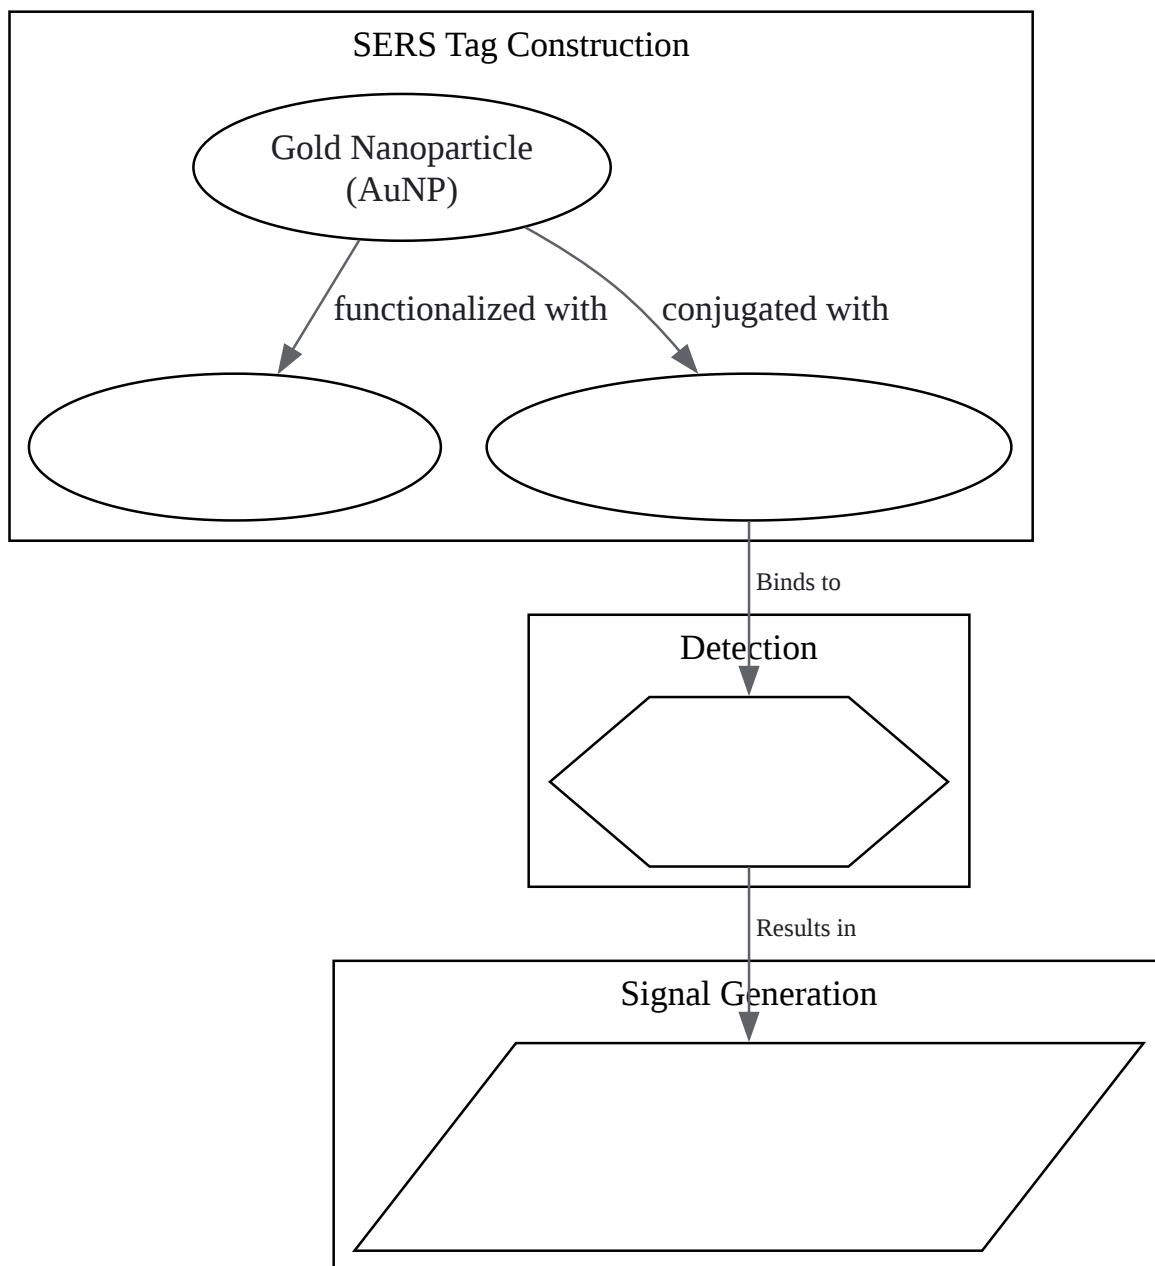 SERS Tag Construction
Gold Nanoparticle
(AuNP)
functionalized with
conjugated with
Binds to
Detection
Results in
Signal Generation